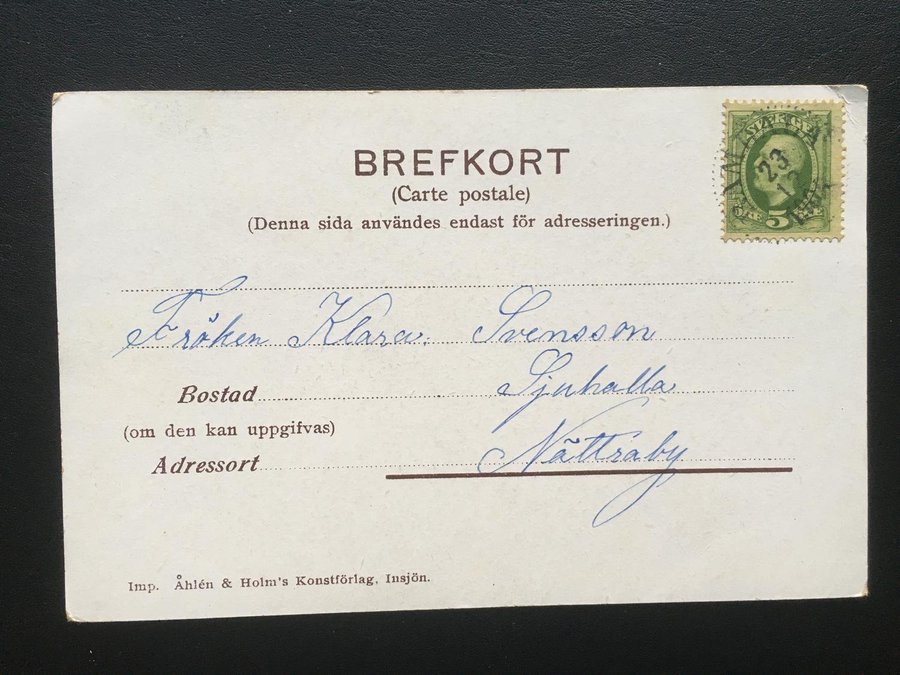 BREFKORT
(Carte postale)
(Denna sida användes endast för adresseringen.)
23
12
5
Fröken Klara Svensson
Bostad Sjuhalla
(om den kan uppgifvas)
Adressort Nättraby
Imp. Åhlén & Holm's Konstförlag, Insjön.